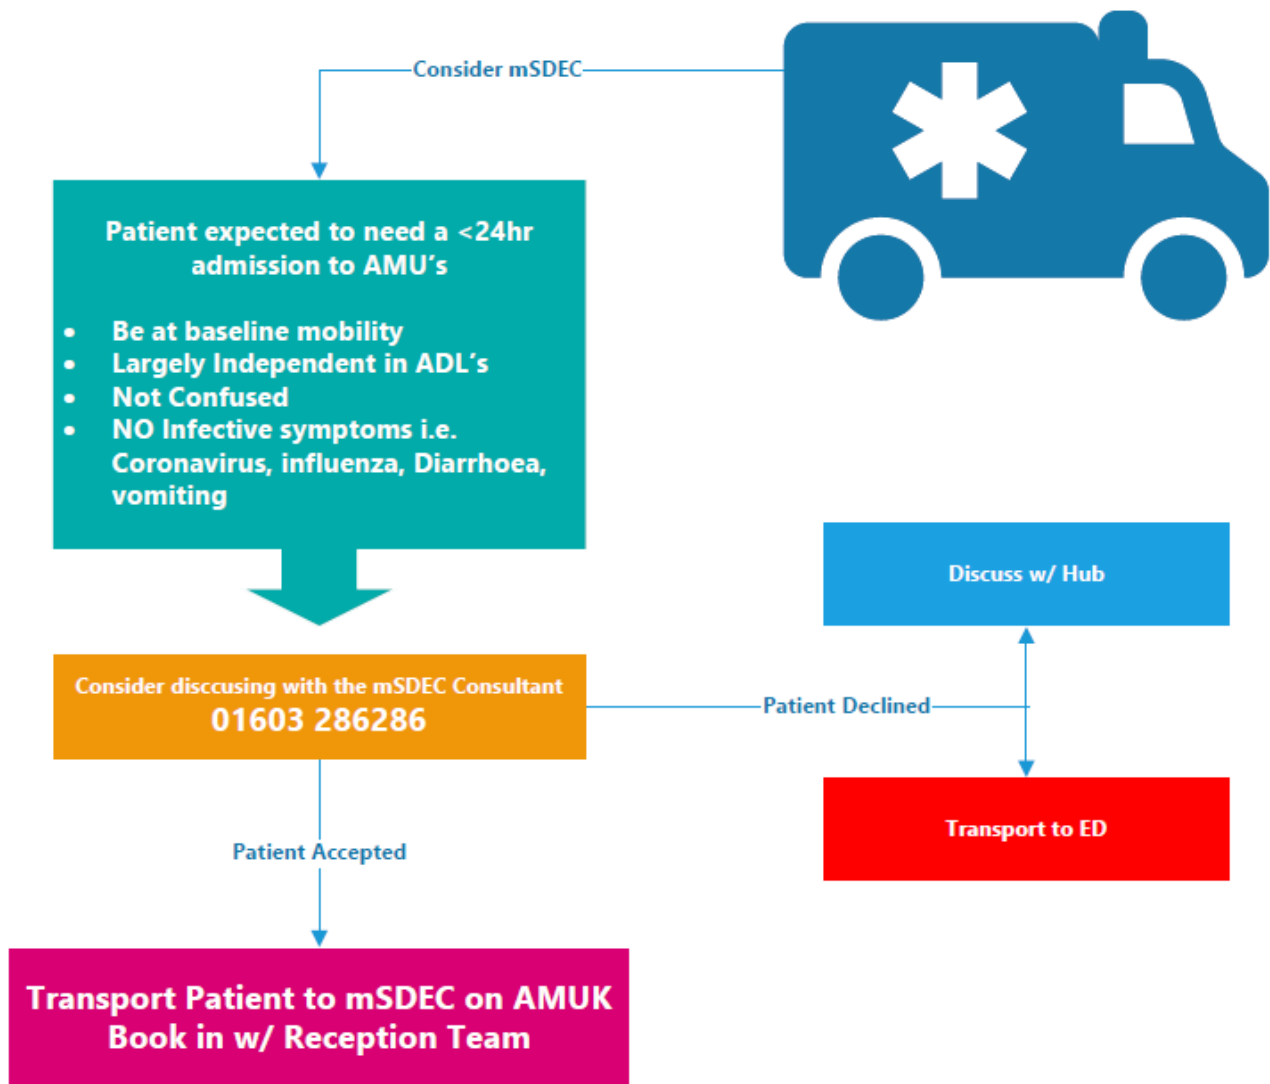 Consider mSDEC
Patient expected to need a <24hr
admission to AMU's
• Be at baseline mobility
• Largely Independent in ADL's
• Not Confused
• NO Infective symptoms i.e.
Coronavirus, influenza, Diarrhoea,
vomiting
Discuss w/ Hub
Consider disccusing with the mSDEC Consultant
01603 286286
Patient Declined
Transport to ED
Patient Accepted
Transport Patient to mSDEC on AMUK
Book in w/ Reception Team